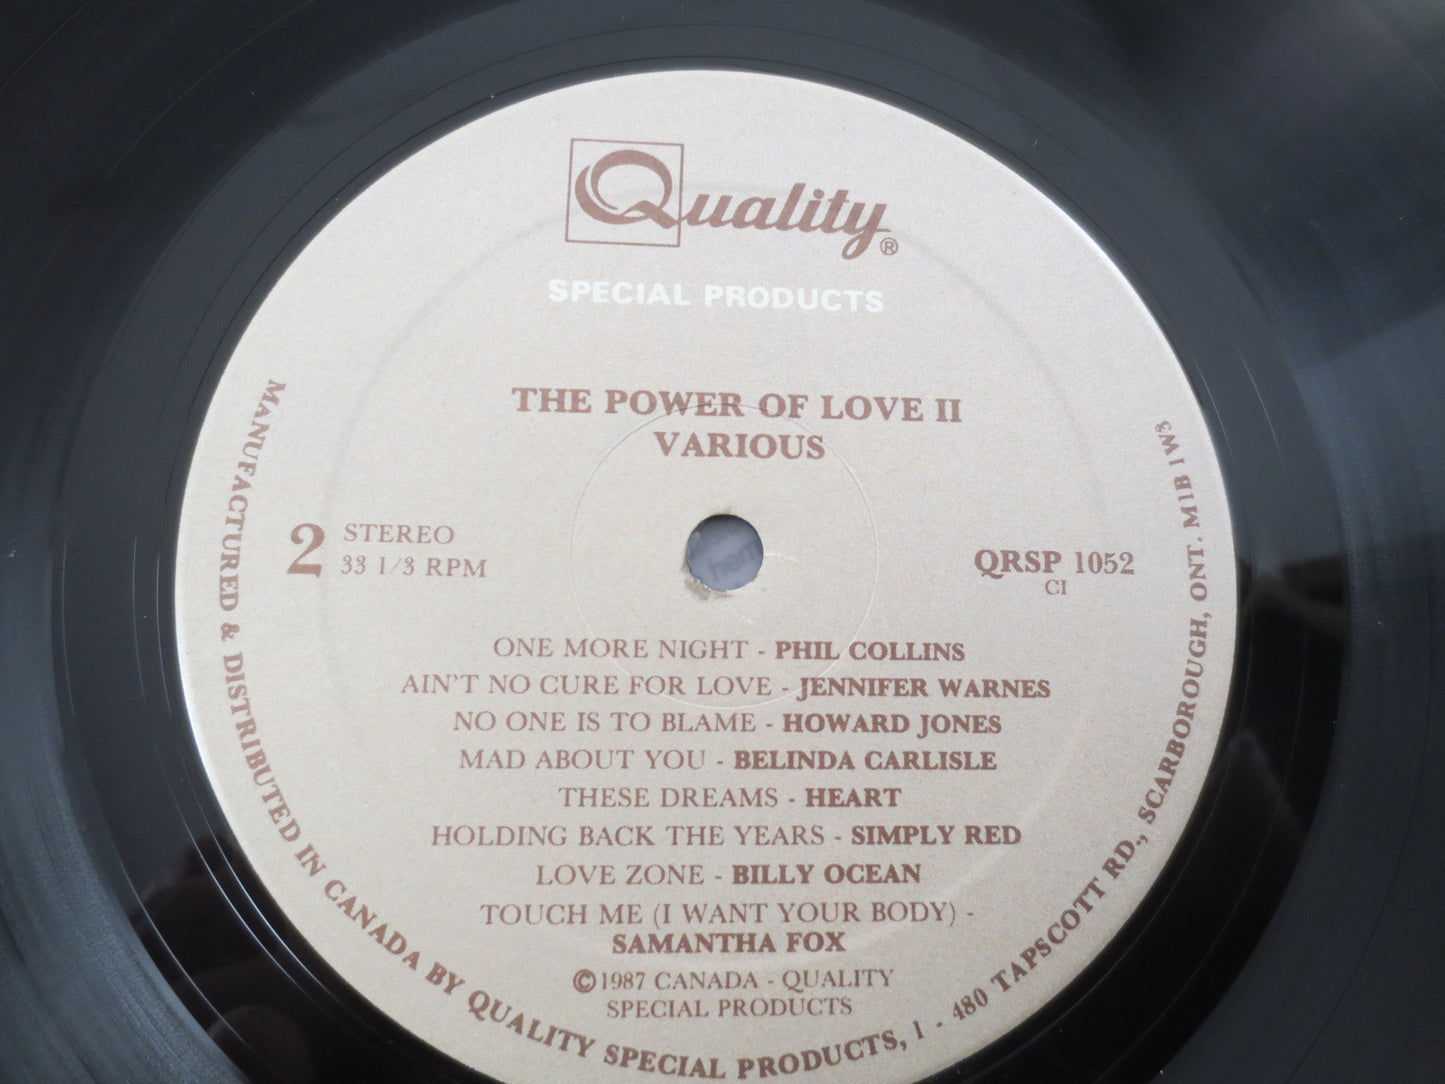 Quality®
SPECIAL PRODUCTS
THE POWER OF LOVE II
VARIOUS
2
STEREO
33 1/3 RPM
QRSP 1052
CI
ONE MORE NIGHT - PHIL COLLINS
AIN'T NO CURE FOR LOVE - JENNIFER WARNES
NO ONE IS TO BLAME - HOWARD JONES
MAD ABOUT YOU - BELINDA CARLISLE
THESE DREAMS - HEART
HOLDING BACK THE YEARS - SIMPLY RED
LOVE ZONE - BILLY OCEAN
TOUCH ME (I WANT YOUR BODY) -
SAMANTHA FOX
©1987 CANADA - QUALITY
SPECIAL PRODUCTS
MANUFACTURED & DISTRIBUTED IN CANADA BY QUALITY SPECIAL PRODUCTS, 1 - 480 TAPSCOTT RD., SCARBOROUGH, ONT. M1B 1W3